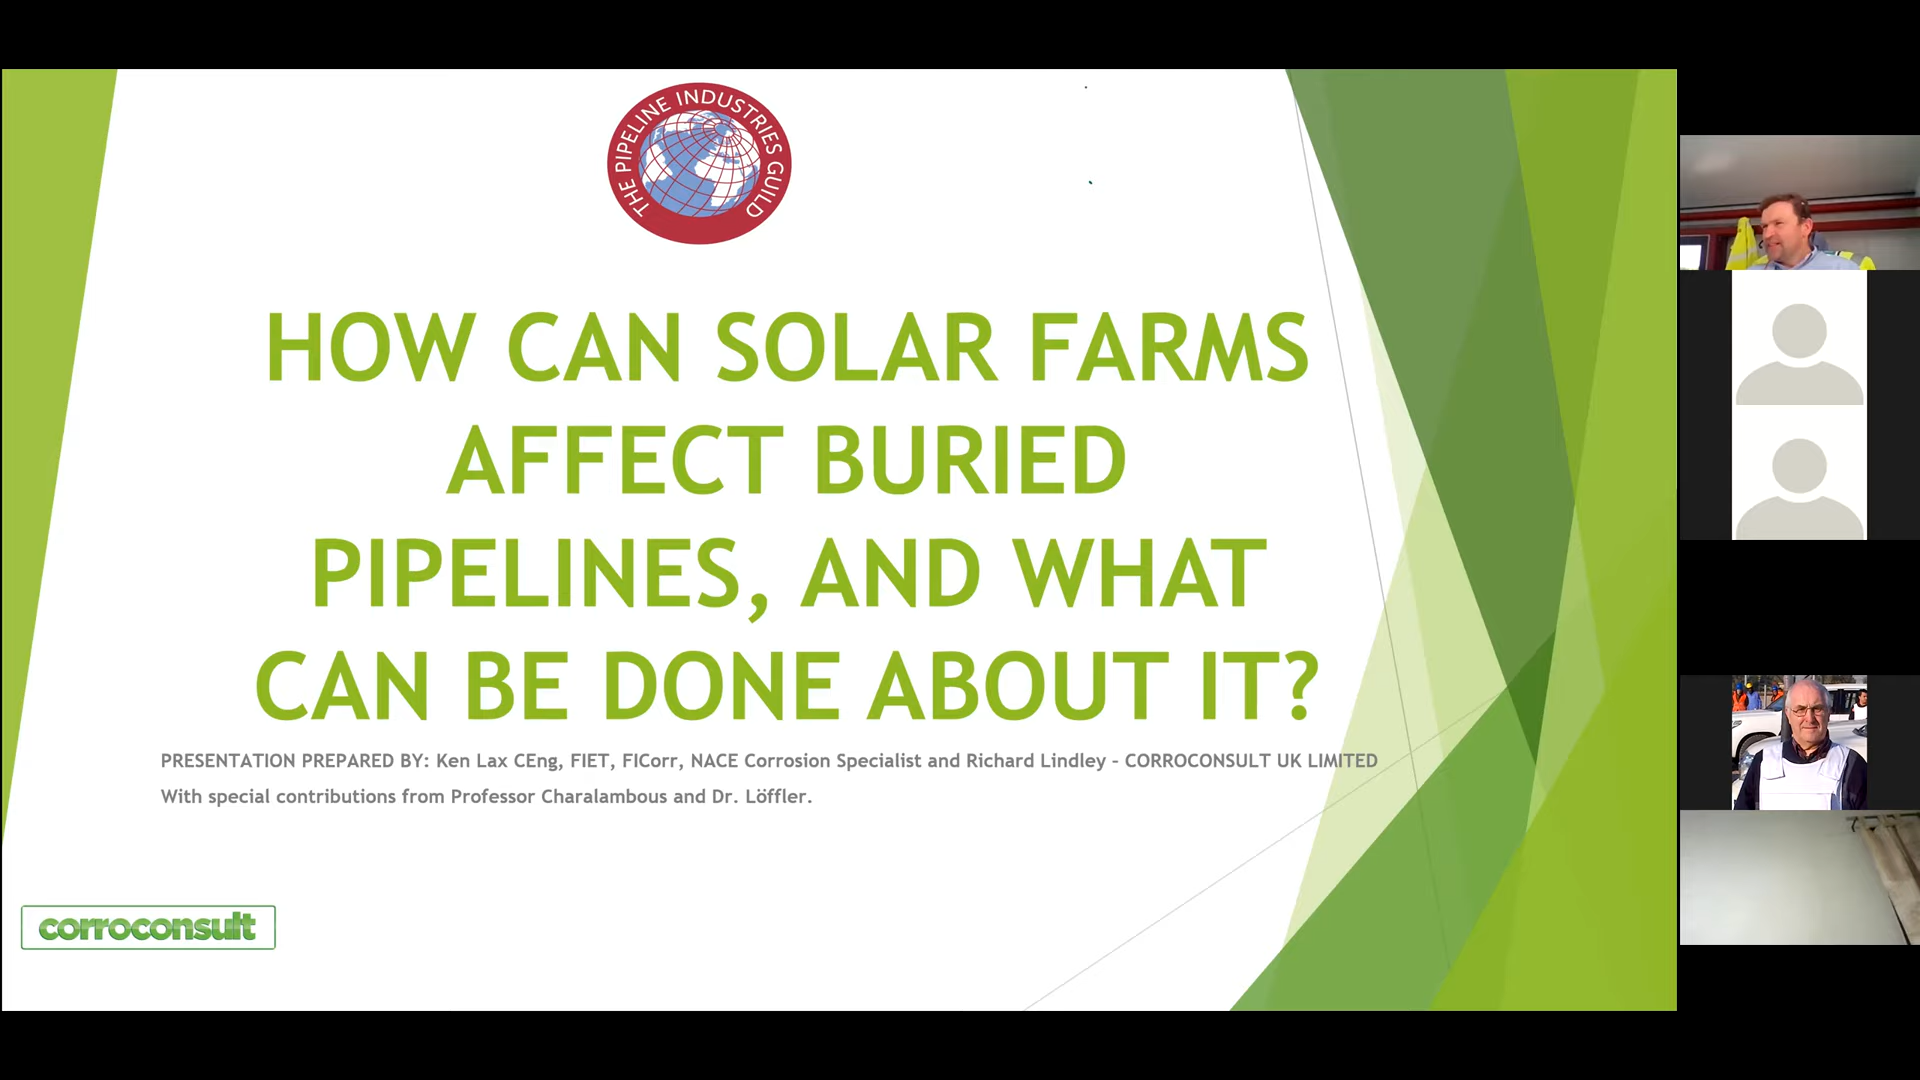 THE PIPELINE INDUSTRIES GUILD
HOW CAN SOLAR FARMS
AFFECT BURIED
PIPELINES, AND WHAT
CAN BE DONE ABOUT IT?
PRESENTATION PREPARED BY: Ken Lax CEng, FIET, FICorr, NACE Corrosion Specialist and Richard Lindley – CORROCONSULT UK LIMITED
With special contributions from Professor Charalambous and Dr. Löffler.
corroconsult